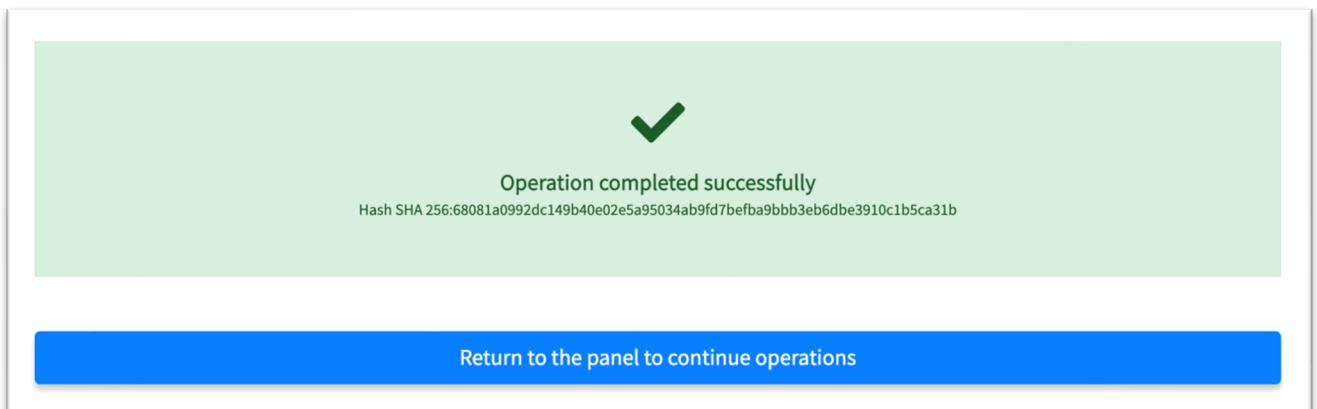 Operation completed successfully
Hash SHA 256:68081a0992dc149b40e02e5a95034ab9fd7befba9bbb3eb6dbe3910c1b5ca31b
Return to the panel to continue operations